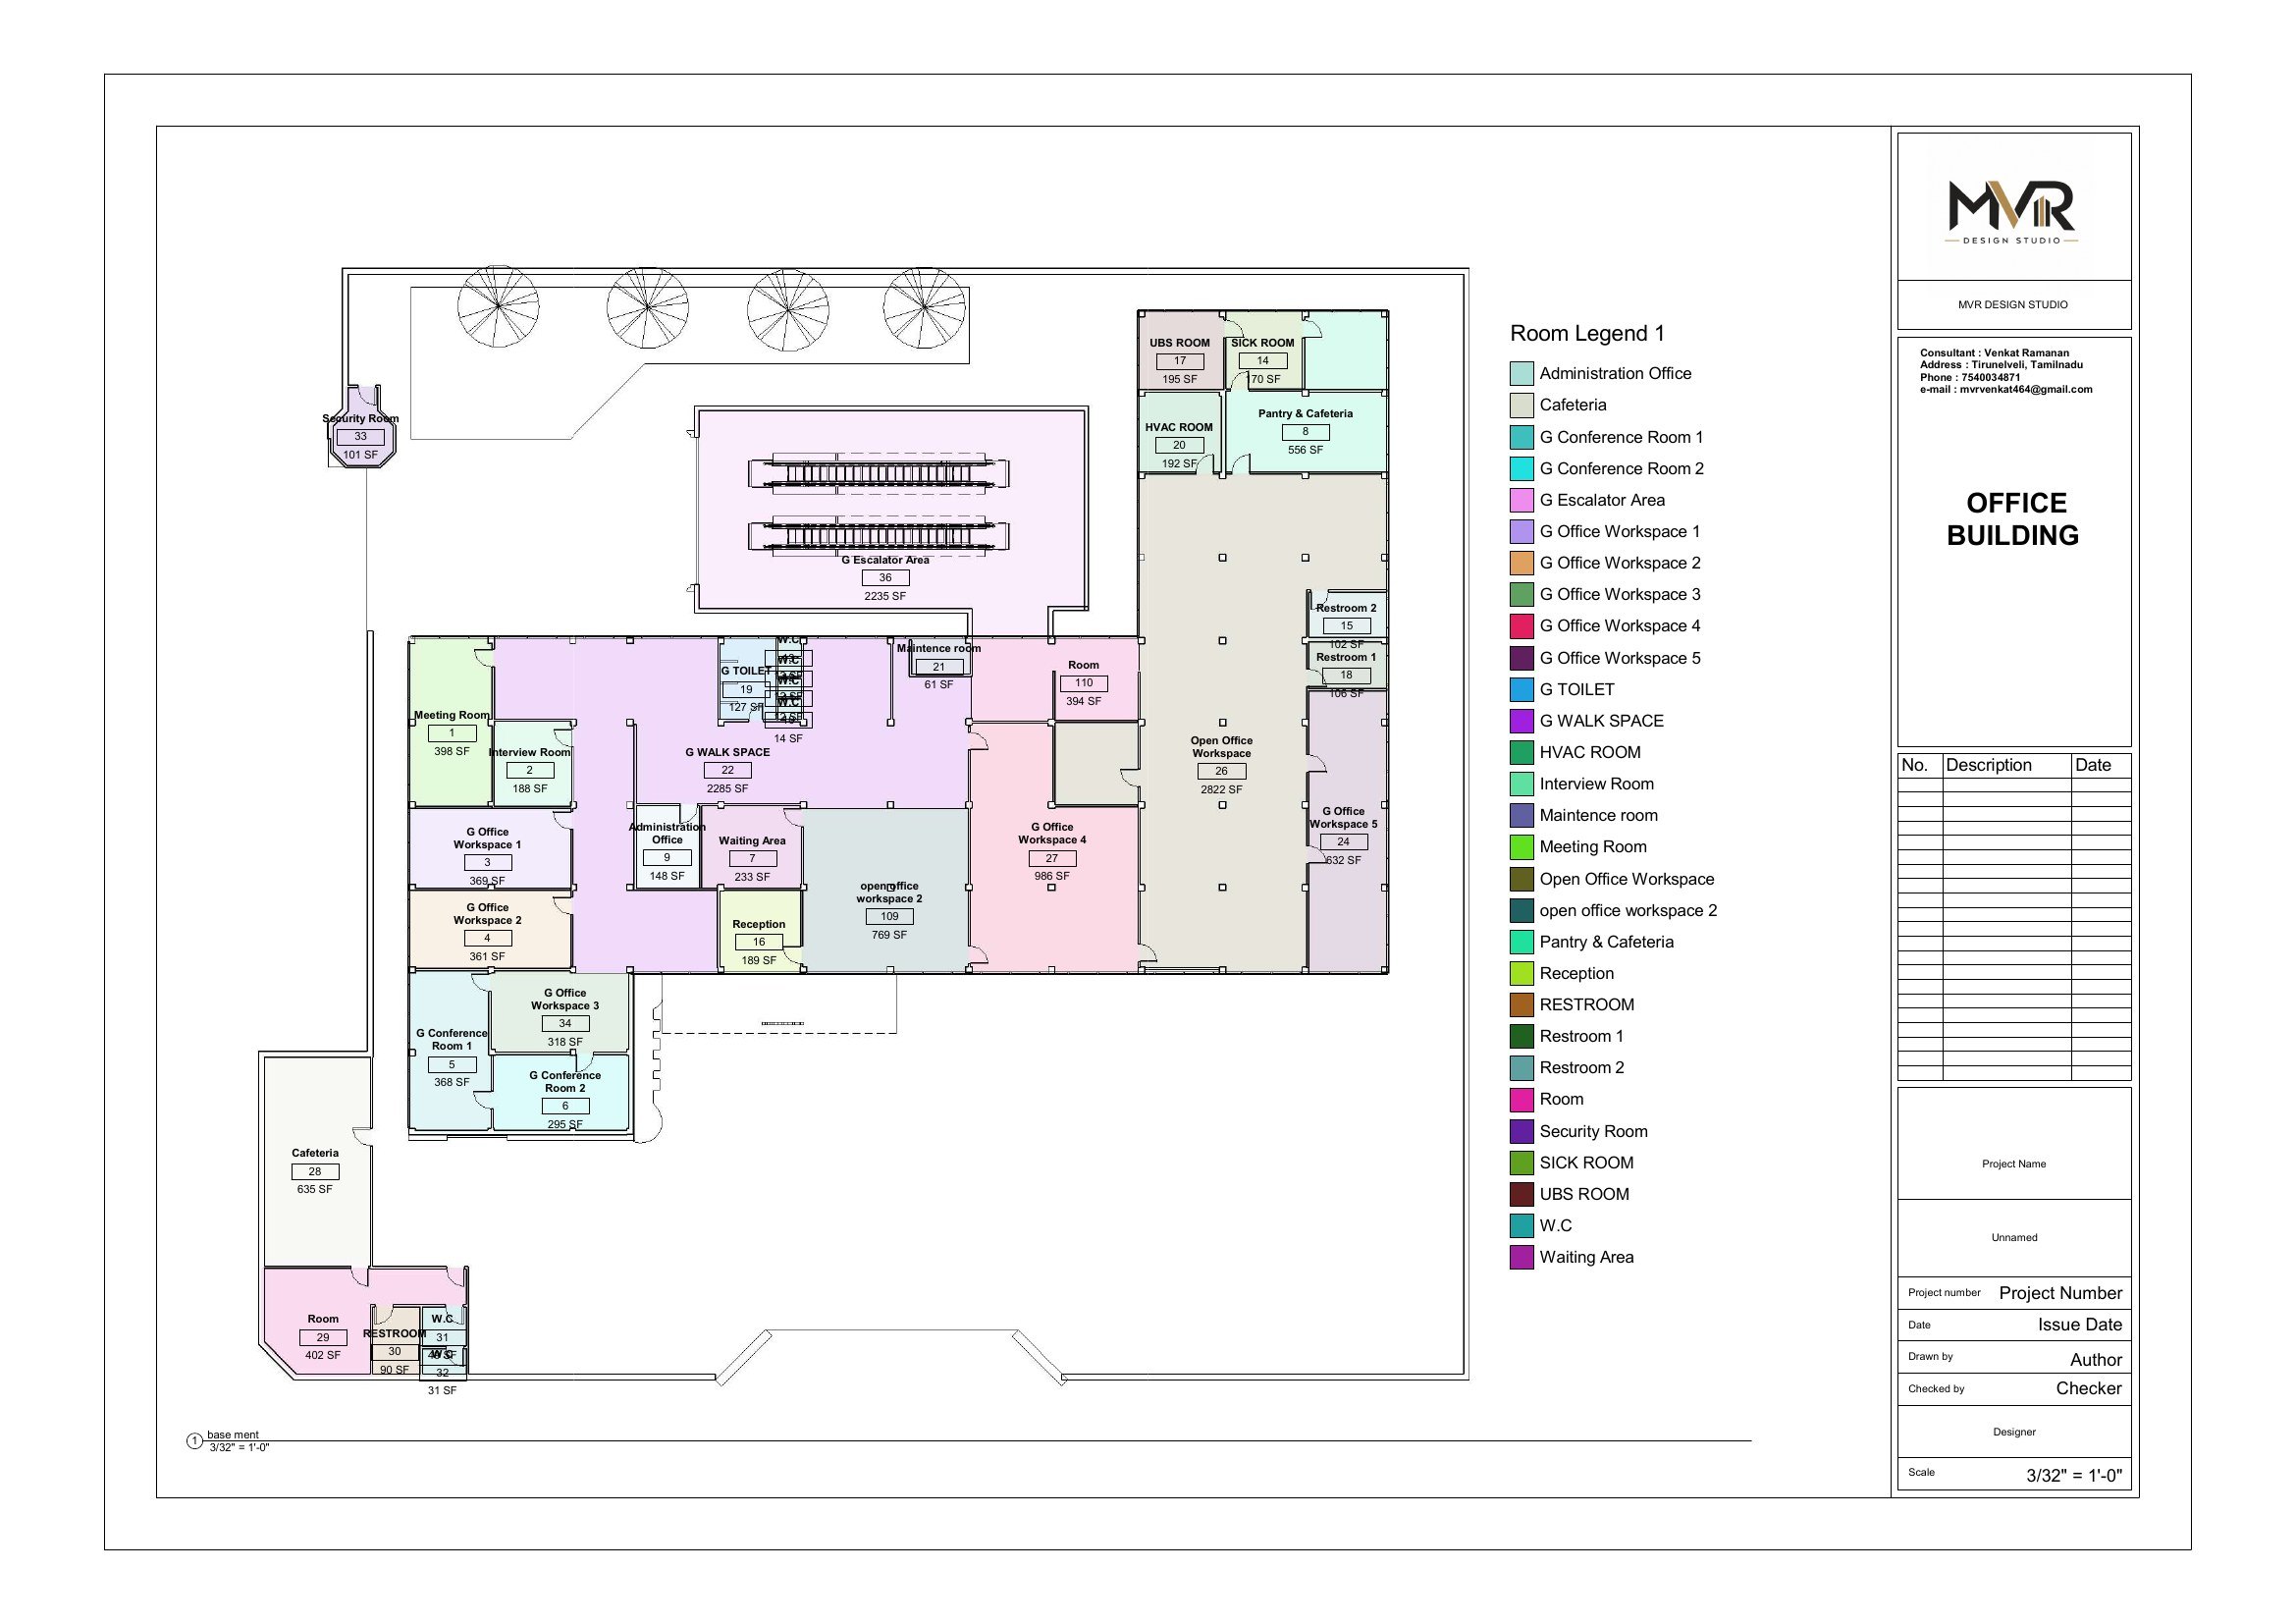 MVR
DESIGN STUDIO
MVR DESIGN STUDIO
Consultant : Venkat Ramanan
Address : Tirunelveli, Tamilnadu
Phone : 7540034871
e-mail : mvrvenkat464@gmail.com
OFFICE
BUILDING
No. Description Date
Project Name
Unnamed
Project number Project Number
Date Issue Date
Drawn by Author
Checked by Checker
Designer
Scale 3/32" = 1'-0"
Room Legend 1
Administration Office
Cafeteria
G Conference Room 1
G Conference Room 2
G Escalator Area
G Office Workspace 1
G Office Workspace 2
G Office Workspace 3
G Office Workspace 4
G Office Workspace 5
G TOILET
G WALK SPACE
HVAC ROOM
Interview Room
Maintence room
Meeting Room
Open Office Workspace
open office workspace 2
Pantry & Cafeteria
Reception
RESTROOM
Restroom 1
Restroom 2
Room
Security Room
SICK ROOM
UBS ROOM
W.C
Waiting Area
UBS ROOM
17
195 SF
SICK ROOM
14
170 SF
HVAC ROOM
20
192 SF
Pantry & Cafeteria
8
556 SF
Security Room
33
101 SF
G Escalator Area
36
2235 SF
Restroom 2
15
102 SF
Restroom 1
18
106 SF
Maintence room
21
61 SF
Room
110
394 SF
G TOILET
19
127 SF
W.C
W.C
W.C
W.C
14 SF
Meeting Room
1
398 SF
Interview Room
2
188 SF
G WALK SPACE
22
2285 SF
Open Office
Workspace
26
2822 SF
G Office
Workspace 1
3
369 SF
Administration
Office
9
148 SF
Waiting Area
7
233 SF
G Office
Workspace 4
27
986 SF
G Office
Workspace 5
24
632 SF
open office
workspace 2
109
769 SF
G Office
Workspace 2
4
361 SF
Reception
16
189 SF
G Office
Workspace 3
34
318 SF
G Conference
Room 1
5
368 SF
G Conference
Room 2
6
295 SF
Cafeteria
28
635 SF
Room
29
402 SF
RESTROOM
30
90 SF
W.C
31
W.C
32
31 SF
1 base ment
3/32" = 1'-0"